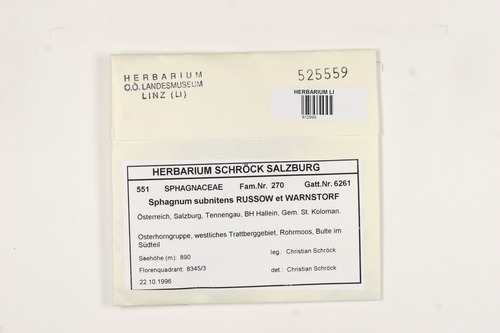 HERBARIUM
O.Ö. LANDESMUSEUM
LINZ (LI)
525559
HERBARIUM LI
HERBARIUM SCHRÖCK SALZBURG
551 SPHAGNACEAE Fam.Nr. 270 Gatt.Nr. 6261
Sphagnum subnitens RUSSOW et WARNSTORF
Österreich, Salzburg, Tennengau, BH Hallein, Gem. St. Koloman.
Osterhorngruppe, westliches Trattberggebiet, Rohrmoos, Bulte im
Südteil
Seehöhe (m): 890 leg.: Christian Schröck
Florenquadrant: 8345/3 det.: Christian Schröck
22.10.1996